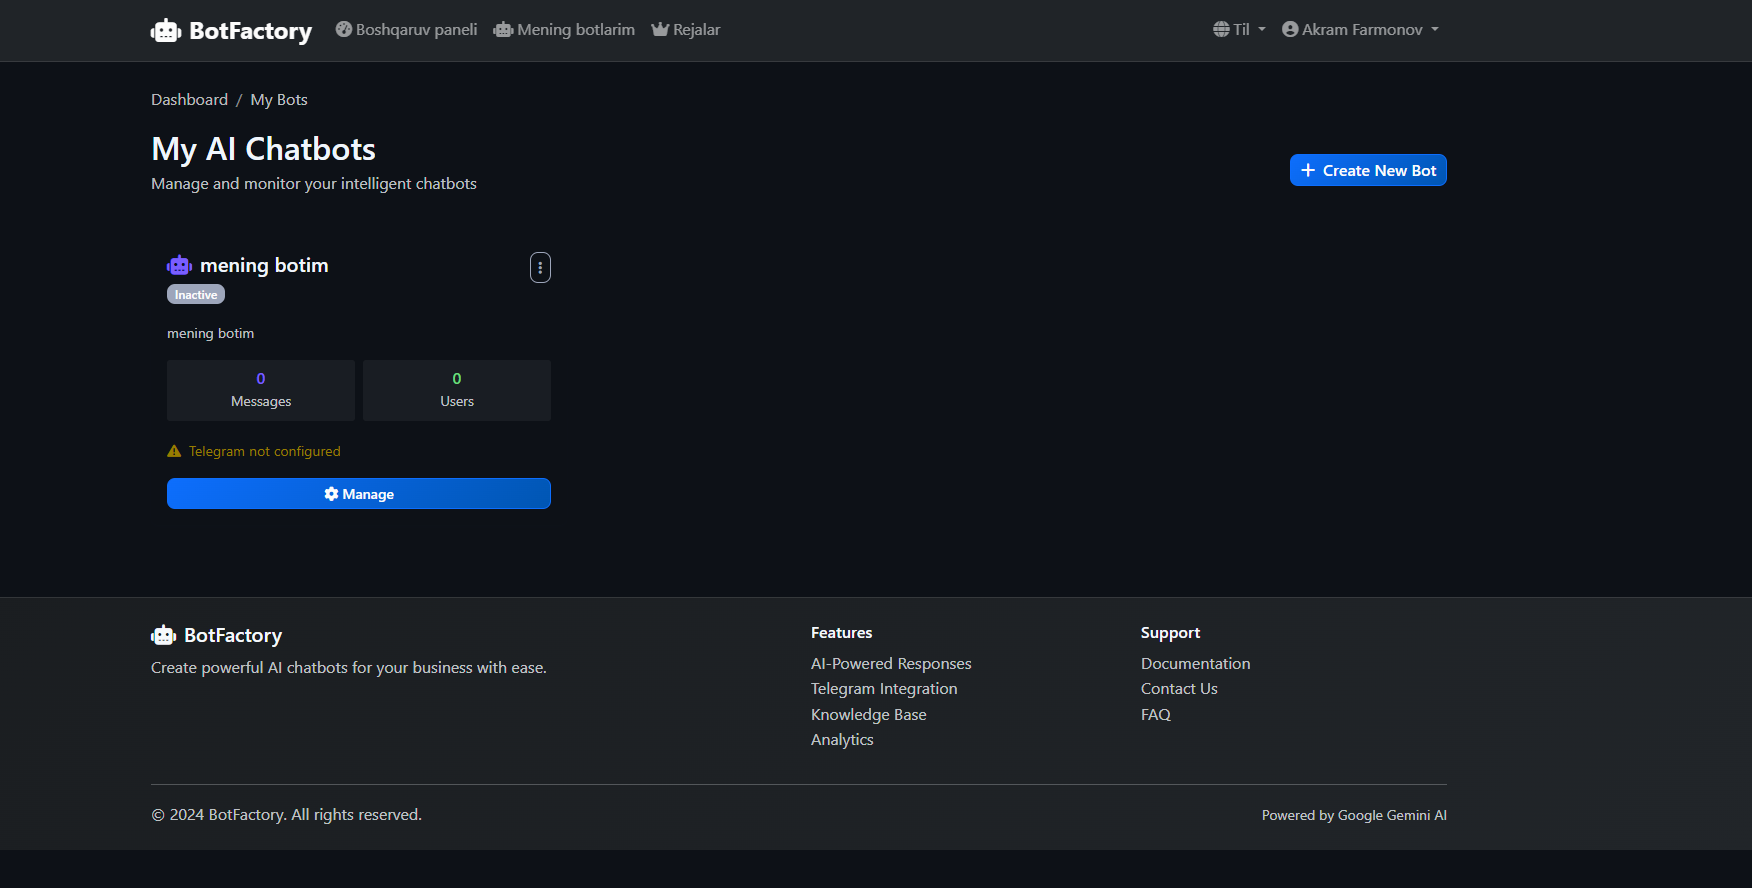 BotFactory Boshqaruv paneli Mening botlarim Rejalar Til Akram Farmonov
Dashboard / My Bots
My AI Chatbots
Manage and monitor your intelligent chatbots
+ Create New Bot
mening botim
Inactive
mening botim
0
Messages
0
Users
Telegram not configured
Manage
BotFactory
Create powerful AI chatbots for your business with ease.
Features
AI-Powered Responses
Telegram Integration
Knowledge Base
Analytics
Support
Documentation
Contact Us
FAQ
© 2024 BotFactory. All rights reserved.
Powered by Google Gemini AI